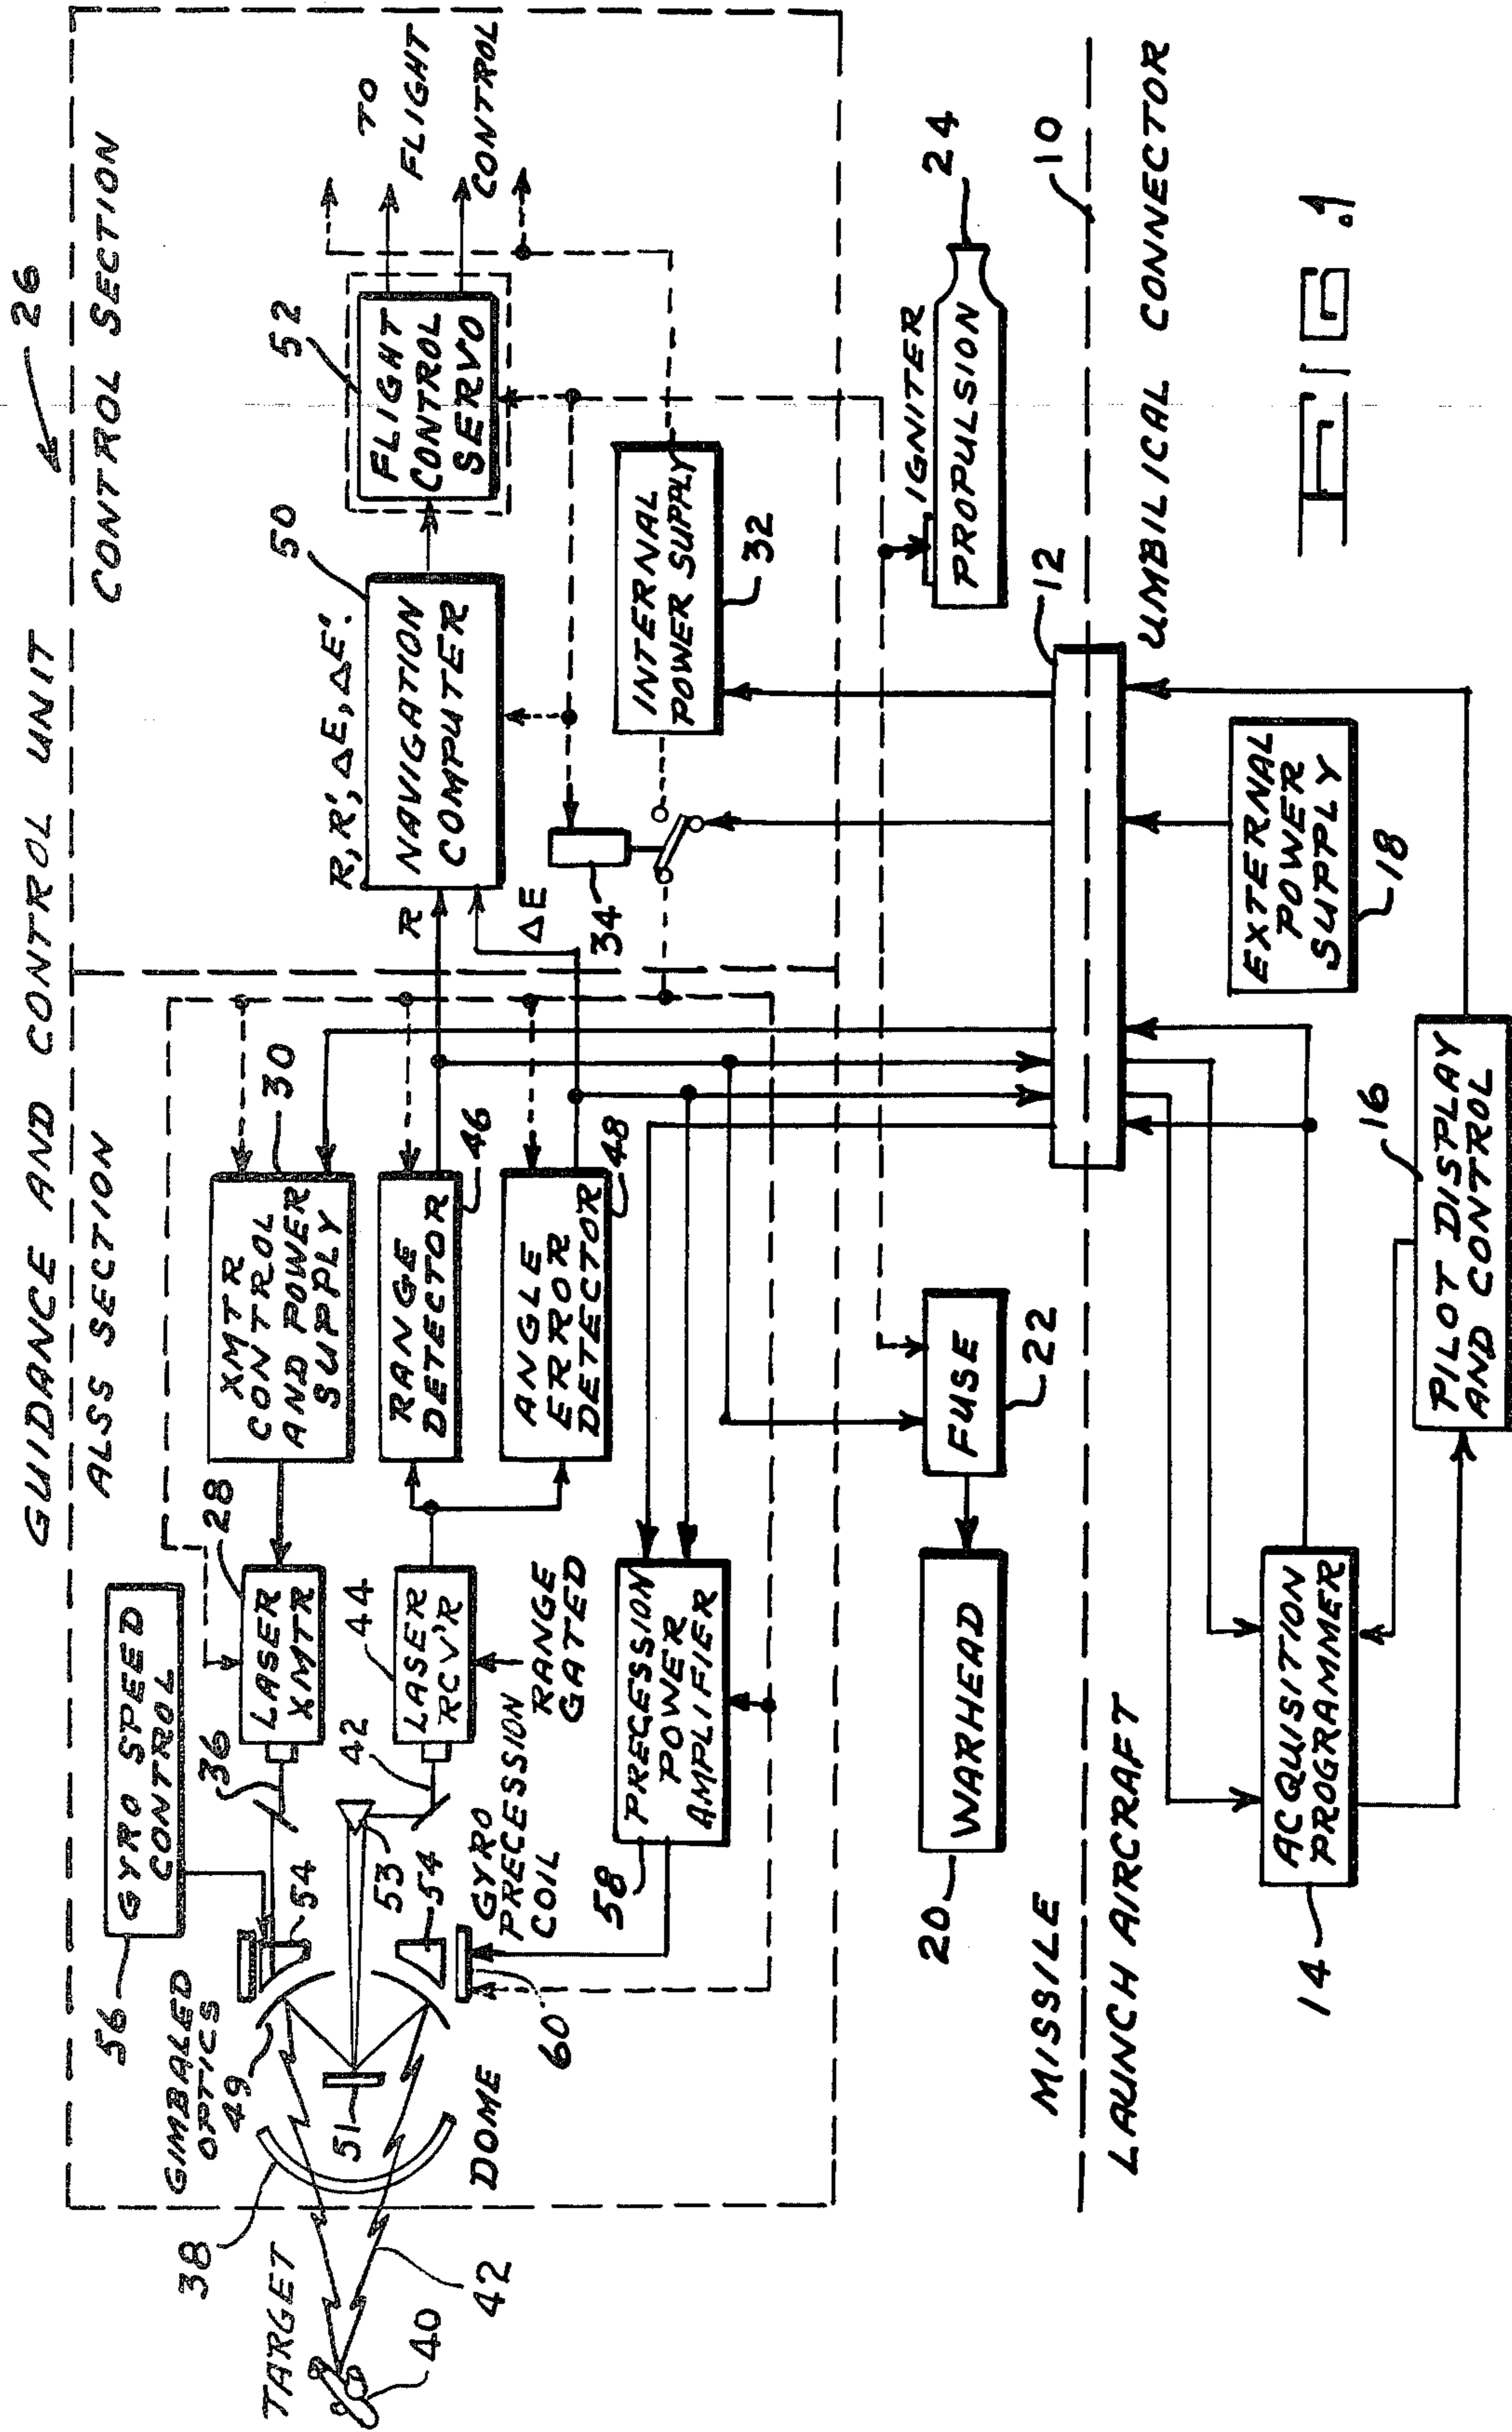 GUIDANCE AND CONTROL UNIT
26
ALSS SECTION
CONTROL SECTION
56
GYRO SPEED
CONTROL
GIMBALED
OPTICS
49
54
36
28
LASER
XMTR
XMTR
CONTROL
AND POWER
SUPPLY
30
TARGET
38
40
42
51
DOME
53
54
42
44
LASER
RCV'R
RANGE
GATED
RANGE
DETECTOR
46
ANGLE
ERROR
DETECTOR
48
R
ΔE
R, R', ΔE, ΔE'.
50
NAVIGATION
COMPUTER
52
FLIGHT
CONTROL
SERVO
TO
FLIGHT
CONTROL
34
INTERNAL
POWER SUPPLY
32
60
GYRO
PRECESSION
COIL
58
PRECESSION
POWER
AMPLIFIER
20
WARHEAD
FUSE
22
IGNITER
PROPULSION
24
MISSILE
LAUNCH AIRCRAFT
12
10
UMBILICAL CONNECTOR
14
ACQUISITION
PROGRAMMER
16
PILOT DISPLAY
AND CONTROL
EXTERNAL
POWER
SUPPLY
18
FIG. 1